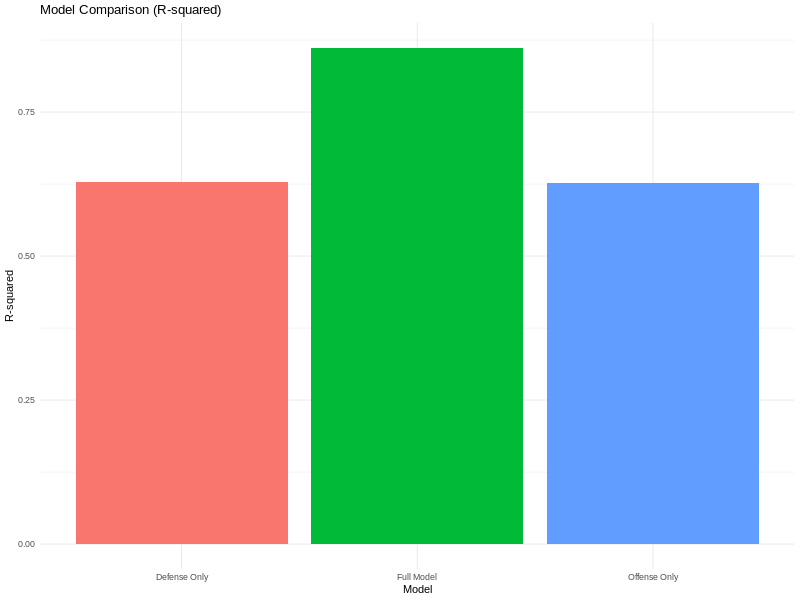 Model Comparison (R-squared)
R-squared
0.75
0.50
0.25
0.00
Defense Only
Full Model
Offense Only
Model